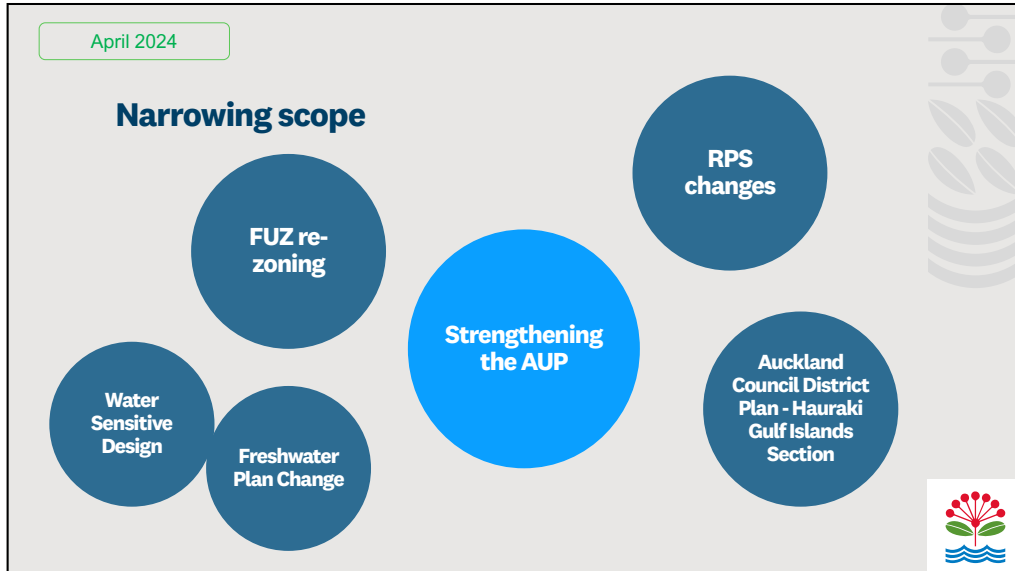 April 2024
Narrowing scope
FUZ re-
zoning
RPS
changes
Strengthening
the AUP
Water
Sensitive
Design
Freshwater
Plan Change
Auckland
Council District
Plan - Hauraki
Gulf Islands
Section